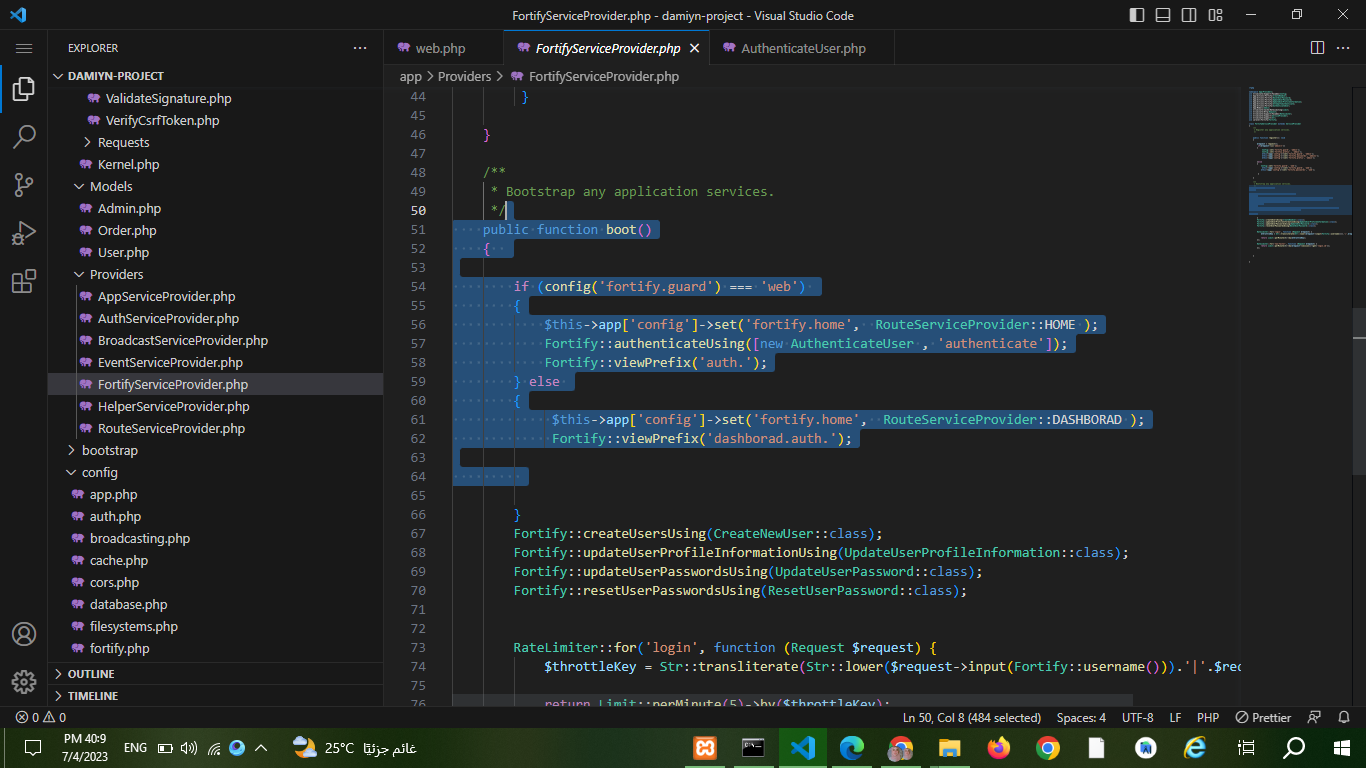 FortifyServiceProvider.php - damiyn-project - Visual Studio Code
EXPLORER
DAMIYN-PROJECT
ValidateSignature.php
VerifyCsrfToken.php
Requests
Kernel.php
Models
Admin.php
Order.php
User.php
Providers
AppServiceProvider.php
AuthServiceProvider.php
BroadcastServiceProvider.php
EventServiceProvider.php
FortifyServiceProvider.php
HelperServiceProvider.php
RouteServiceProvider.php
bootstrap
config
app.php
auth.php
broadcasting.php
cache.php
cors.php
database.php
filesystems.php
fortify.php
OUTLINE
TIMELINE
web.php FortifyServiceProvider.php AuthenticateUser.php
app > Providers > FortifyServiceProvider.php
44 }
45
46 }
47
48 /**
49 * Bootstrap any application services.
50 */
51 public function boot()
52 {
53
54 if (config('fortify.guard') === 'web')
55 {
56 $this->app['config']->set('fortify.home', RouteServiceProvider::HOME );
57 Fortify::authenticateUsing([new AuthenticateUser , 'authenticate']);
58 Fortify::viewPrefix('auth.');
59 } else
60 {
61 $this->app['config']->set('fortify.home', RouteServiceProvider::DASHBORAD );
62 Fortify::viewPrefix('dashborad.auth.');
63
64
65
66 }
67 Fortify::createUsersUsing(CreateNewUser::class);
68 Fortify::updateUserProfileInformationUsing(UpdateUserProfileInformation::class);
69 Fortify::updateUserPasswordsUsing(UpdateUserPassword::class);
70 Fortify::resetUserPasswordsUsing(ResetUserPassword::class);
71
72
73 RateLimiter::for('login', function (Request $request) {
74 $throttleKey = Str::transliterate(Str::lower($request->input(Fortify::username())).'|'.$rec
75
76 return Limit::perMinute(5)->by($throttleKey);
0 0 Ln 50, Col 8 (484 selected) Spaces: 4 UTF-8 LF PHP Prettier
PM 40:9
7/4/2023
ENG
25°C غائم جزئيًا